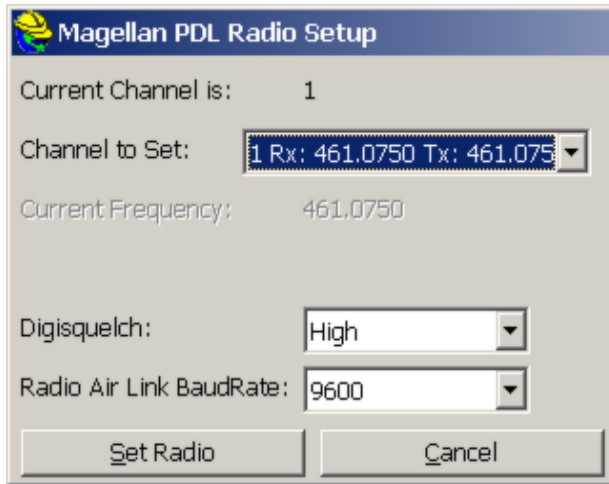 Magellan PDL Radio Setup
Current Channel is: 1
Channel to Set: 1 Rx: 461.0750 Tx: 461.075
Current Frequency: 461.0750
Digisquelch: High
Radio Air Link BaudRate: 9600
Set Radio Cancel